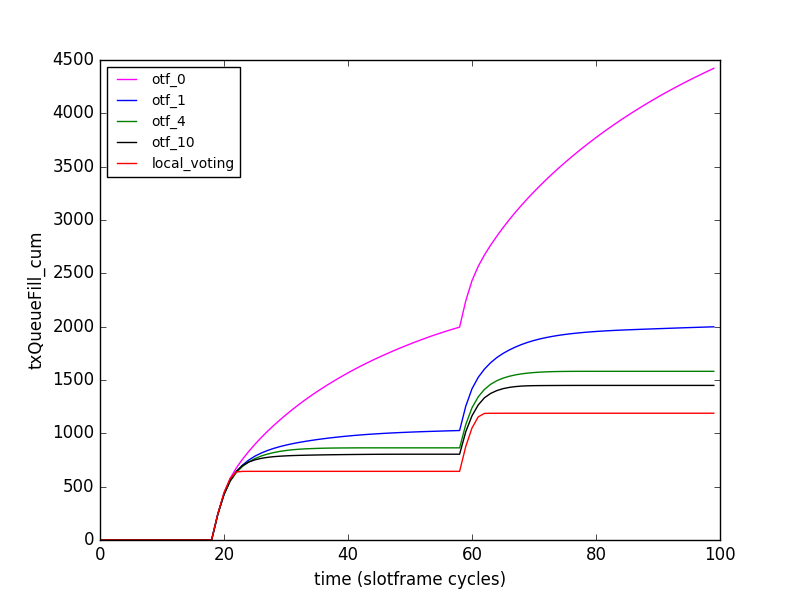 4500
4000
3500
3000
2500
2000
1500
1000
500
0
txQueueFill_cum
otf_0
otf_1
otf_4
otf_10
local_voting
0 20 40 60 80 100
time (slotframe cycles)